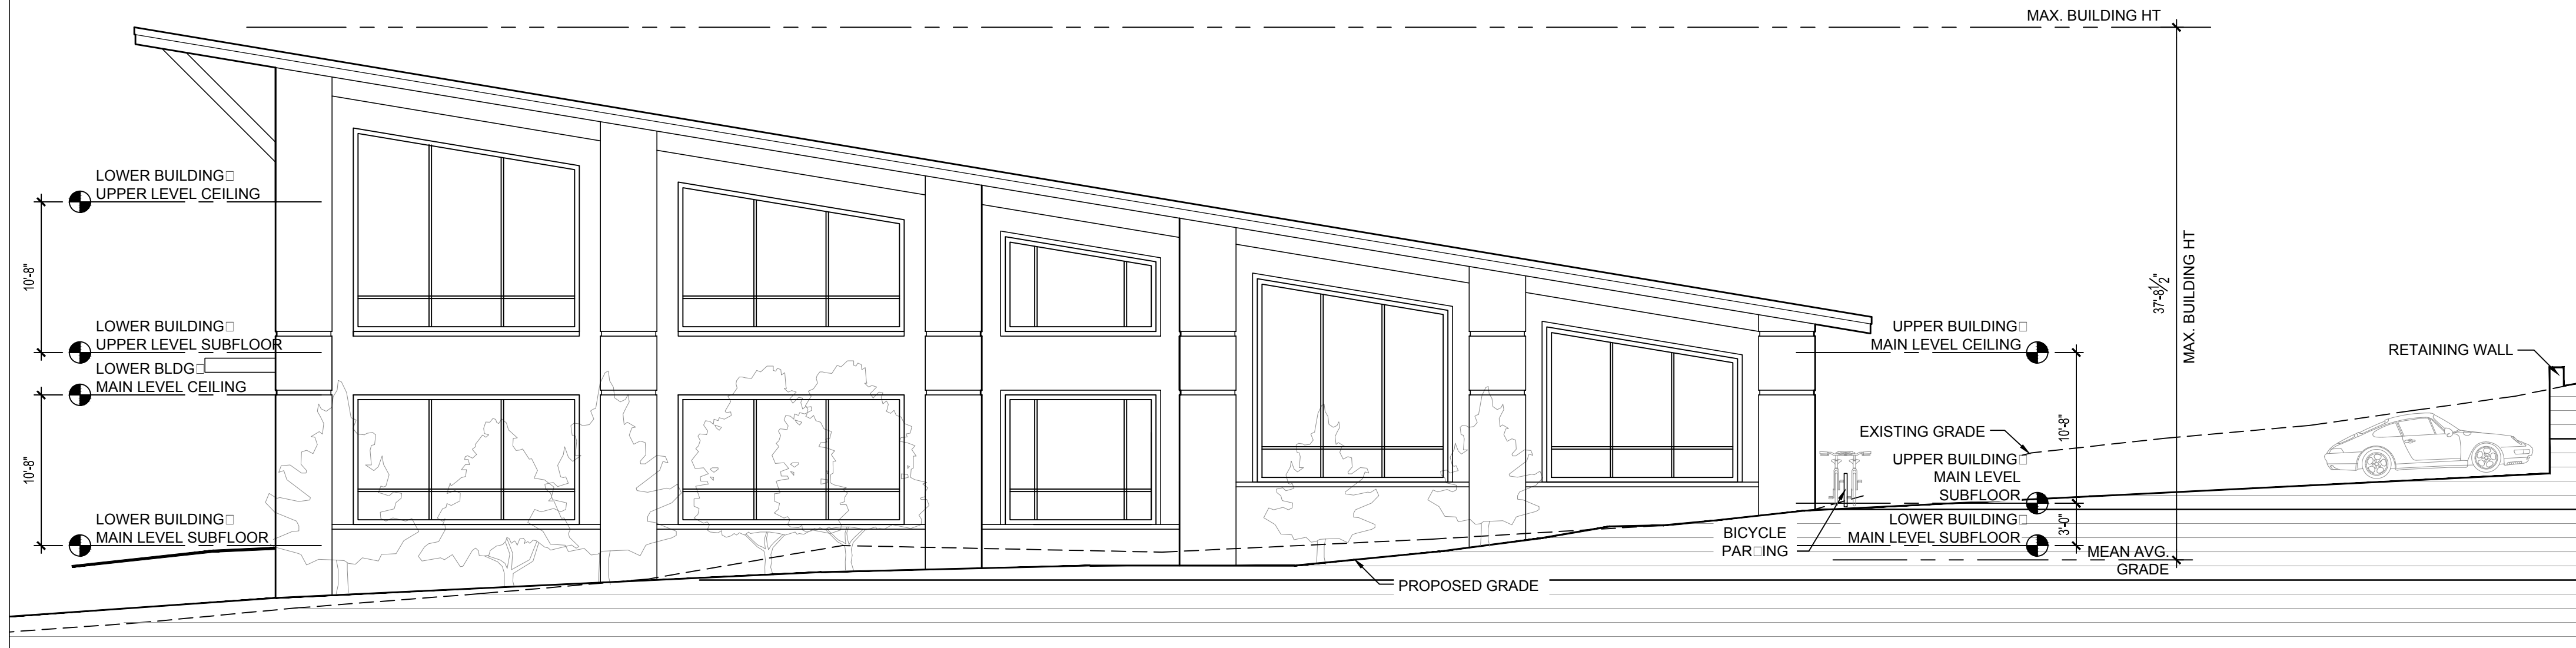 MAX. BUILDING HT
LOWER BUILDING□
UPPER LEVEL CEILING
10'-8"
LOWER BUILDING□
UPPER LEVEL SUBFLOOR
LOWER BLDG□
MAIN LEVEL CEILING
10'-8"
LOWER BUILDING□
MAIN LEVEL SUBFLOOR
37'-8½"
MAX. BUILDING HT
UPPER BUILDING□
MAIN LEVEL CEILING
RETAINING WALL
EXISTING GRADE
10'-8"
UPPER BUILDING□
MAIN LEVEL
SUBFLOOR
LOWER BUILDING□
MAIN LEVEL SUBFLOOR
3'-0"
BICYCLE
PAR□ING
MEAN AVG.
GRADE
PROPOSED GRADE